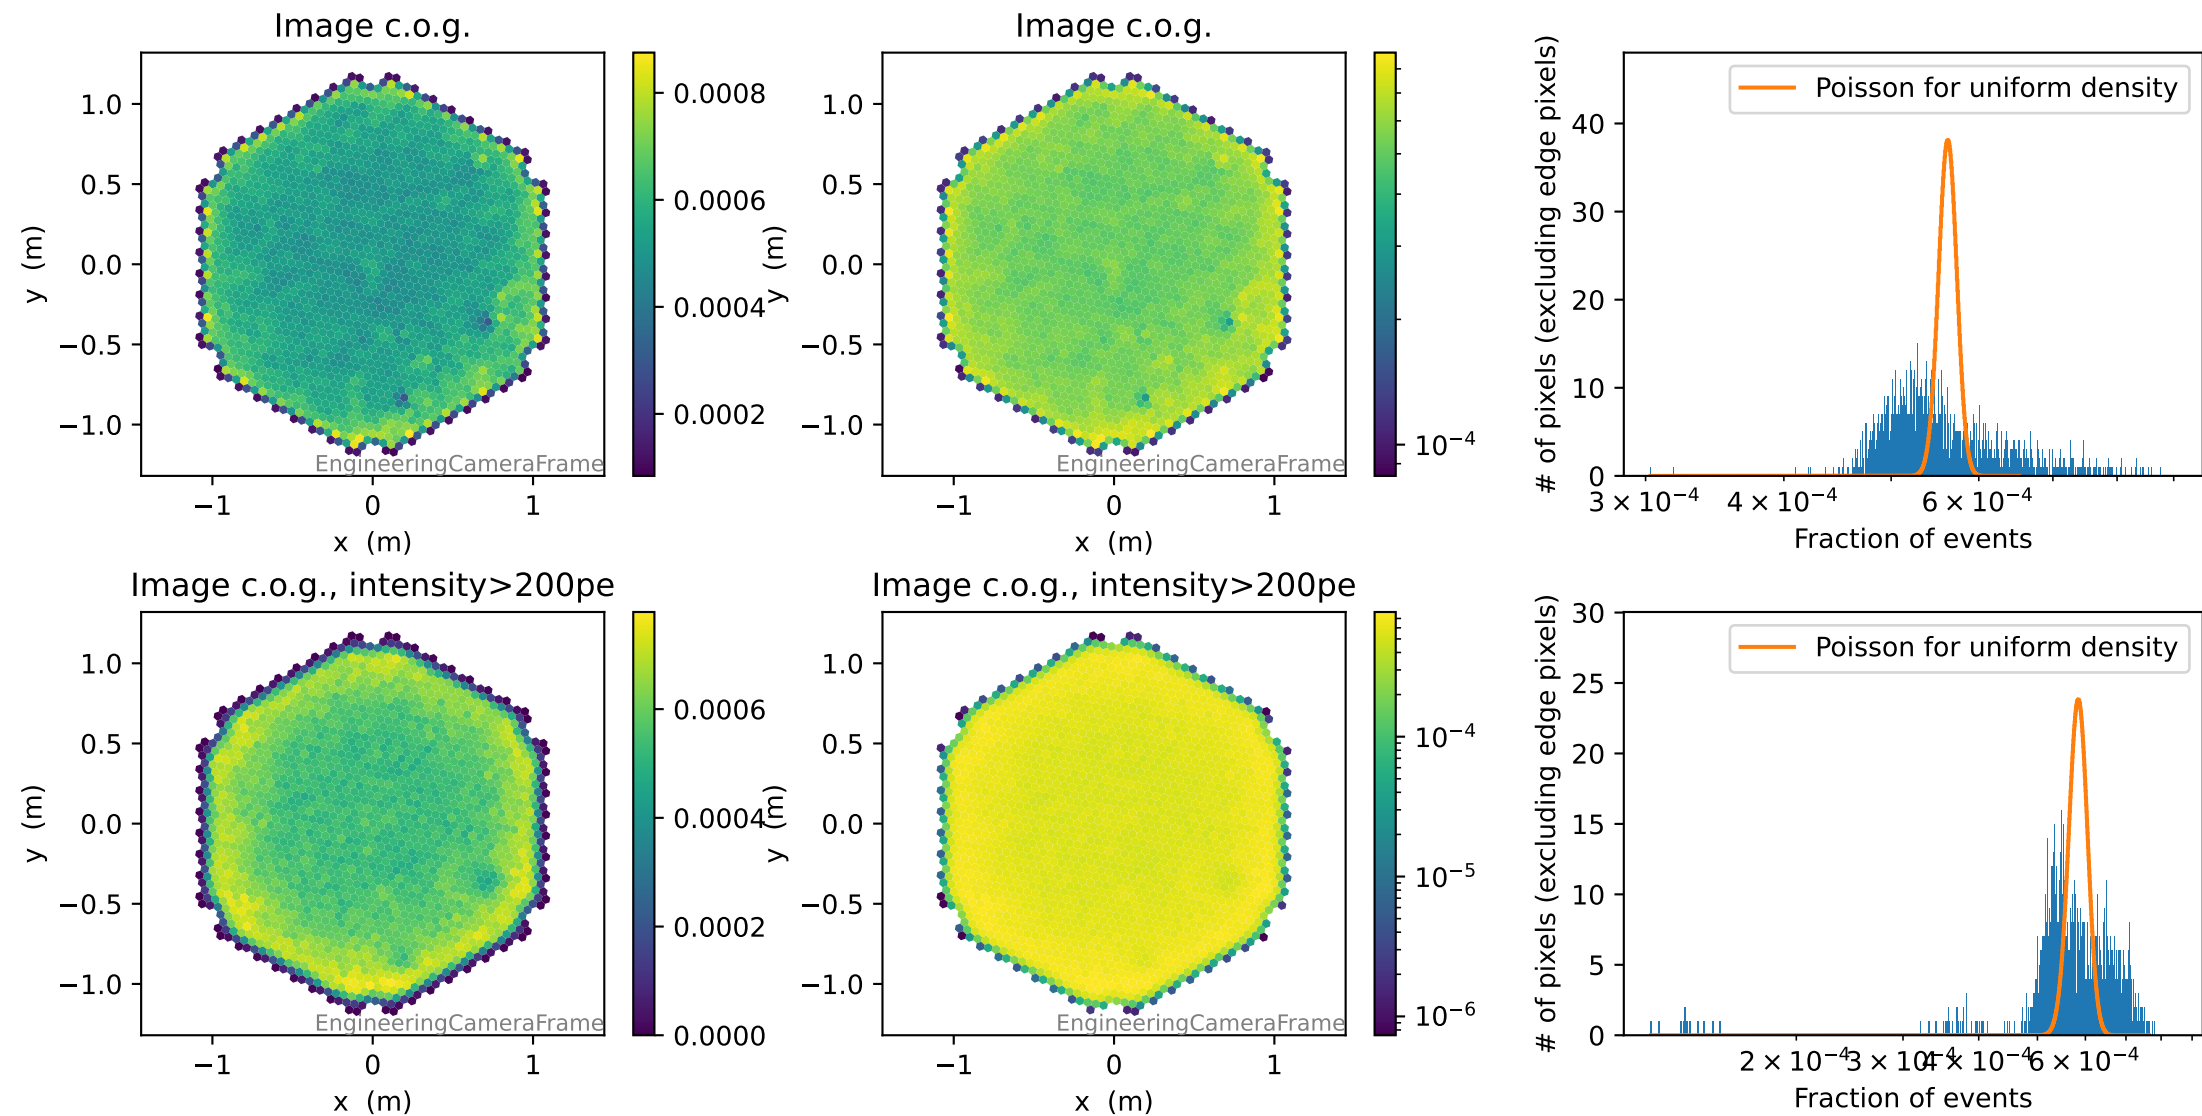 Image c.o.g.
1.0
0.5
0.0
−0.5
−1.0
y (m)
−1
0
1
x (m)
EngineeringCameraFrame
0.0008
0.0006
0.0004
0.0002
Image c.o.g.
1.0
0.5
0.0
−0.5
−1.0
y (m)
−1
0
1
x (m)
EngineeringCameraFrame
10⁻⁴
# of pixels (excluding edge pixels)
40
30
20
10
0
Poisson for uniform density
3 × 10⁻⁴
4 × 10⁻⁴
6 × 10⁻⁴
Fraction of events
Image c.o.g., intensity>200pe
1.0
0.5
0.0
−0.5
−1.0
y (m)
−1
0
1
x (m)
EngineeringCameraFrame
0.0006
0.0004
0.0002
0.0000
Image c.o.g., intensity>200pe
1.0
0.5
0.0
−0.5
−1.0
y (m)
−1
0
1
x (m)
EngineeringCameraFrame
10⁻⁴
10⁻⁵
10⁻⁶
# of pixels (excluding edge pixels)
30
25
20
15
10
5
0
Poisson for uniform density
2 × 10⁻⁴
3 × 10⁻⁴
4 × 10⁻⁴
6 × 10⁻⁴
Fraction of events